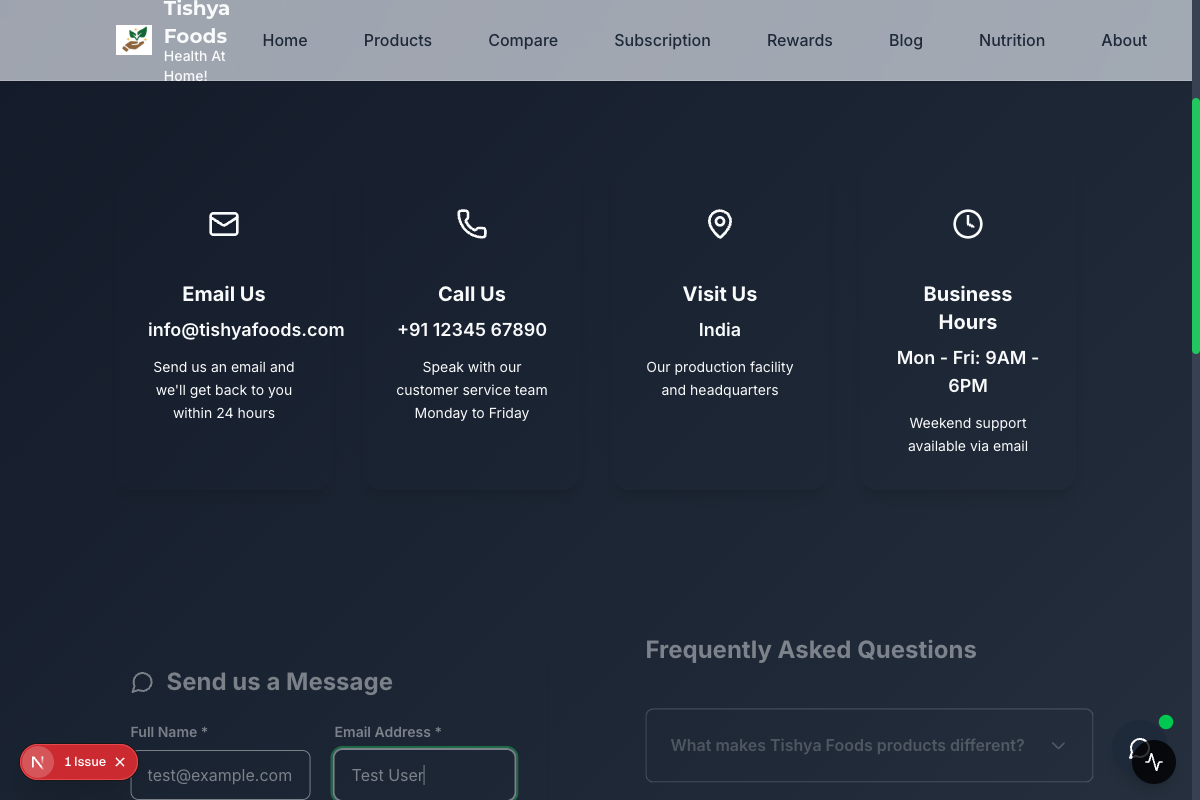 Tishya
Foods
Health At
Home!
Home
Products
Compare
Subscription
Rewards
Blog
Nutrition
About
Email Us
info@tishyafoods.com
Send us an email and
we'll get back to you
within 24 hours
Call Us
+91 12345 67890
Speak with our
customer service team
Monday to Friday
Visit Us
India
Our production facility
and headquarters
Business
Hours
Mon - Fri: 9AM -
6PM
Weekend support
available via email
Send us a Message
Full Name *
test@example.com
Email Address *
Test User
Frequently Asked Questions
What makes Tishya Foods products different?
N
1 Issue